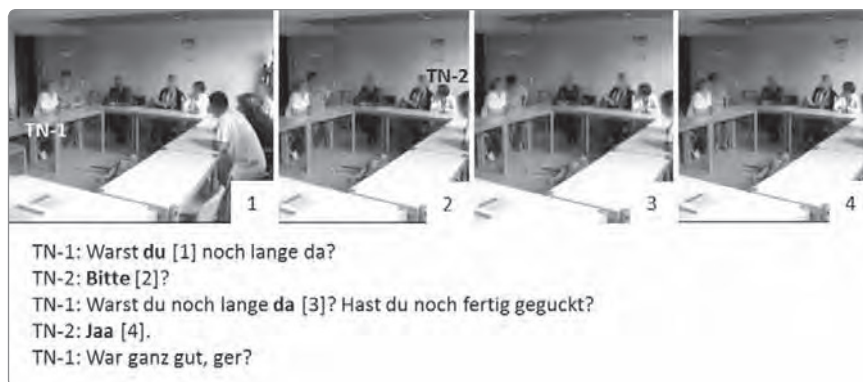 TN-1
TN-2
1
2
3
4
TN-1: Warst du [1] noch lange da?
TN-2: Bitte [2]?
TN-1: Warst du noch lange da [3]? Hast du noch fertig geguckt?
TN-2: Jaa [4].
TN-1: War ganz gut, ger?